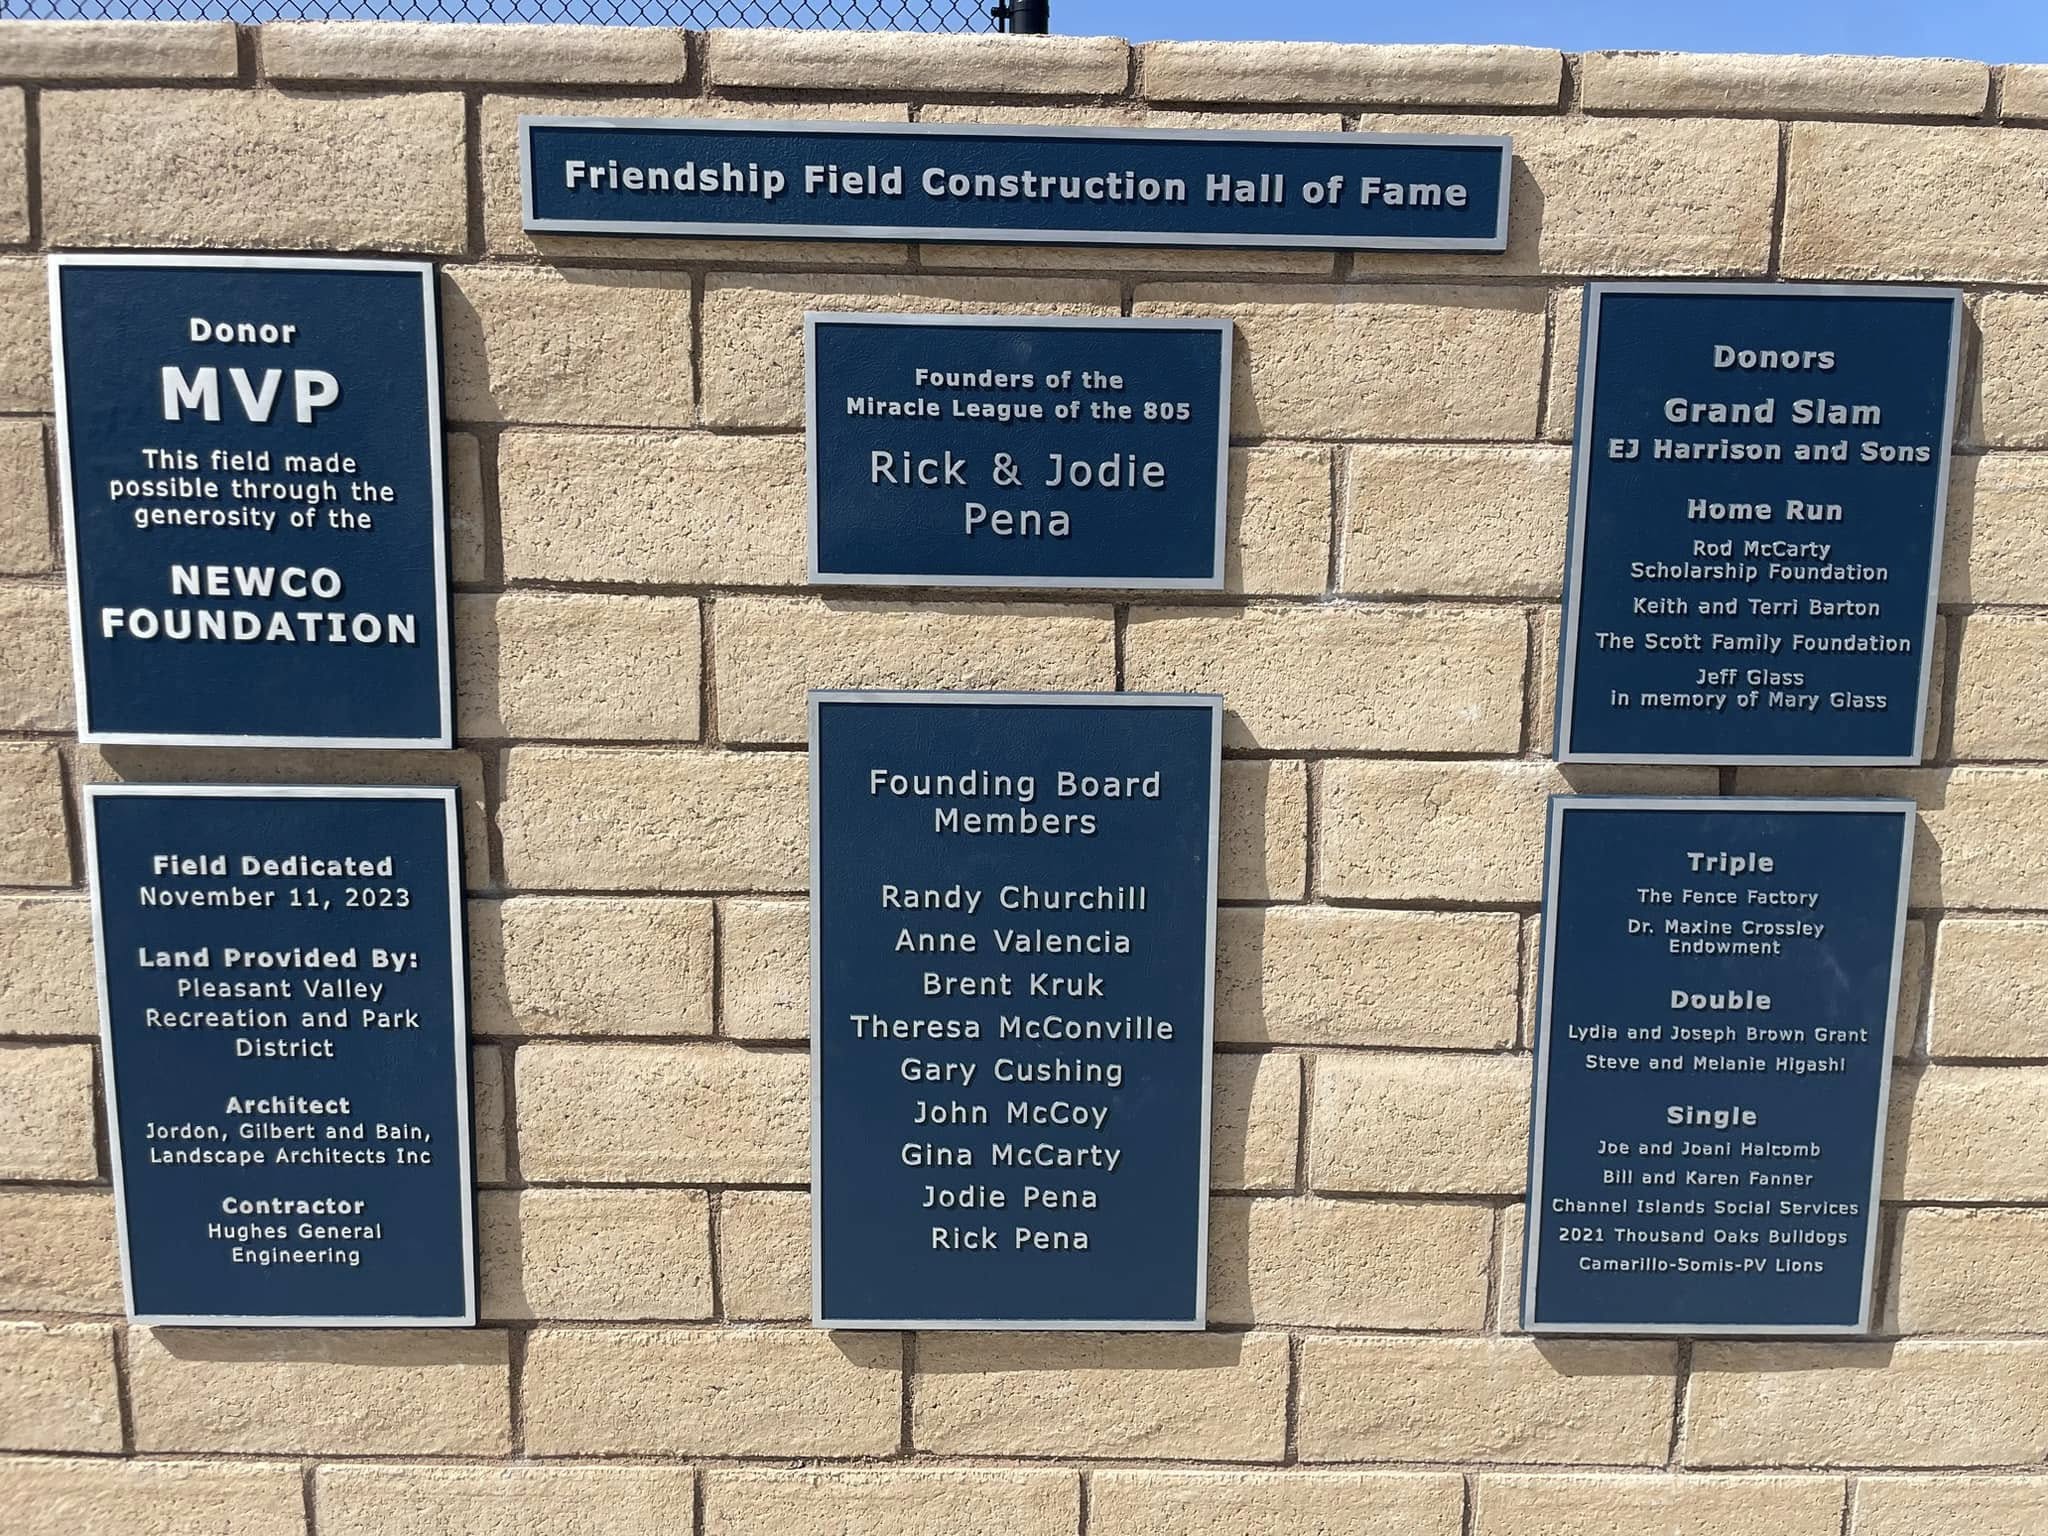 Friendship Field Construction Hall of Fame
Donor
MVP
This field made
possible through the
generosity of the
NEWCO
FOUNDATION
Field Dedicated
November 11, 2023
Land Provided By:
Pleasant Valley
Recreation and Park
District
Architect
Jordon, Gilbert and Bain,
Landscape Architects Inc
Contractor
Hughes General
Engineering
Founders of the
Miracle League of the 805
Rick & Jodie
Pena
Founding Board
Members
Randy Churchill
Anne Valencia
Brent Kruk
Theresa McConville
Gary Cushing
John McCoy
Gina McCarty
Jodie Pena
Rick Pena
Donors
Grand Slam
EJ Harrison and Sons
Home Run
Rod McCarty
Scholarship Foundation
Keith and Terri Barton
The Scott Family Foundation
Jeff Glass
in memory of Mary Glass
Triple
The Fence Factory
Dr. Maxine Crossley
Endowment
Double
Lydia and Joseph Brown Grant
Steve and Melanie Higashi
Single
Joe and Joani Halcomb
Bill and Karen Fanner
Channel Islands Social Services
2021 Thousand Oaks Bulldogs
Camarillo-Somis-PV Lions